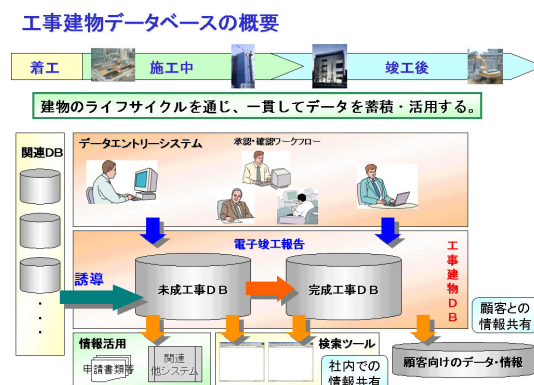 工事建物データベースの概要
着工
施工中
竣工後
建物のライフサイクルを通じ、一貫してデータを蓄積・活用する。
関連DB
データエントリーシステム
承認・確認ワークフロー
電子竣工報告
工事建物DB
誘導
未成工事DB
完成工事DB
・
・
・
顧客との
情報共有
情報活用
申請書類等
関連
他システム
検索ツール
社内での
情報共有
顧客向けのデータ・情報